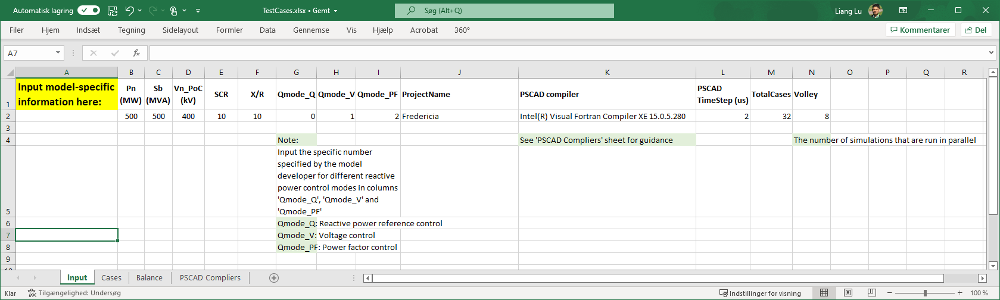 Automatisk lagring
TestCases.xlsx • Gemt
Søg (Alt+Q)
Liang Lu
Filer Hjem Indsæt Tegning Sidelayout Formler Data Gennemse Vis Hjælp Acrobat 360°
Kommentarer
Del
A7
fx
A B C D E F G H I J K L M N O P Q R
1 Input model-specific information here: Pn (MW) Sb (MVA) Vn_PoC (kV) SCR X/R Qmode_Q Qmode_V Qmode_PF ProjectName PSCAD compiler PSCAD TimeStep (us) TotalCases Volley
2 500 500 400 10 10 0 1 2 Fredericia Intel(R) Visual Fortran Compiler XE 15.0.5.280 2 32 8
3
4 Note: See 'PSCAD Compliers' sheet for guidance The number of simulations that are run in parallel
Input the specific number
specified by the model
developer for different reactive
power control modes in columns
'Qmode_Q', 'Qmode_V' and
5 'Qmode_PF'
6 Qmode_Q: Reactive power reference control
7 Qmode_V: Voltage control
8 Qmode_PF: Power factor control
9
Input Cases Balance PSCAD Compliers
Klar Tilgængelighed: Undersøg Indstillinger for visning 100 %